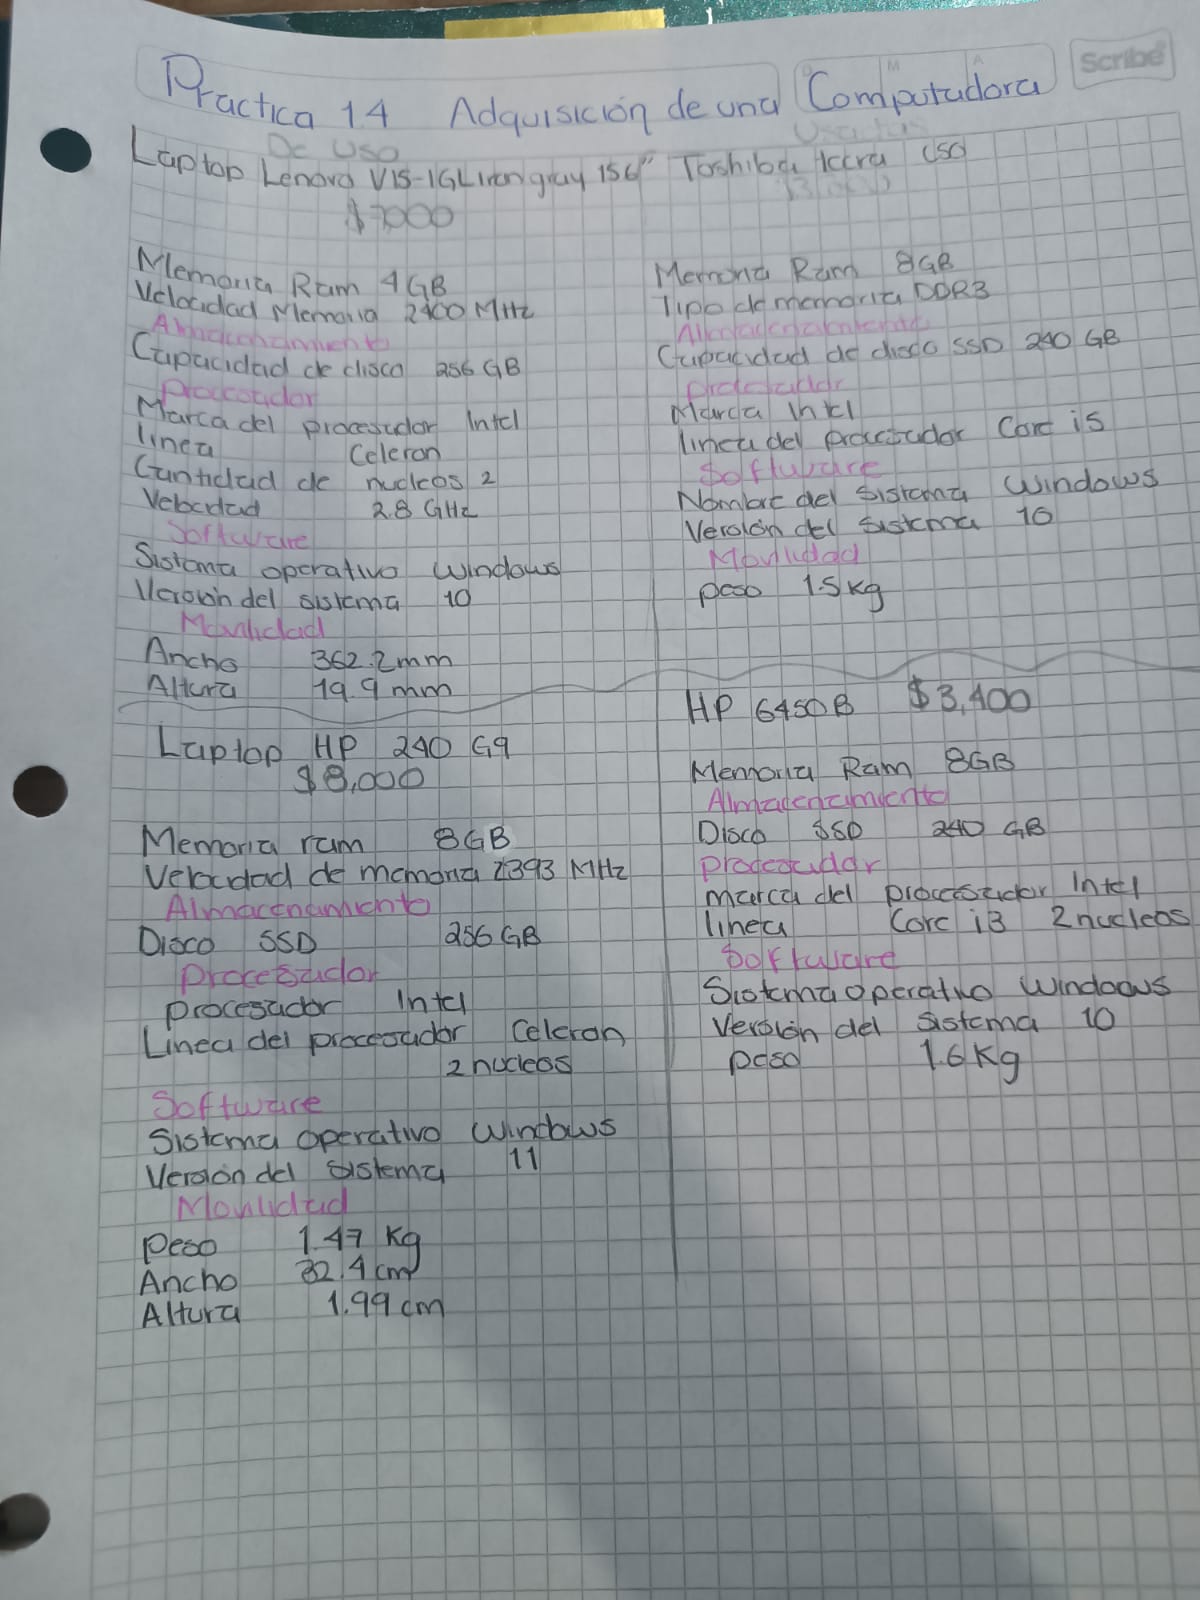 Scribe
Practica 1.4 Adquisición de una Computadora
De uso
Usadas
Laptop Lenovo V15-IGL Iron gray 15.6"
$7000
Memoria Ram 4GB
Velocidad Memoria 2400 MHz
Almacenamiento
Capacidad de disco 256 GB
Procesador
Marca del procesador Intel
linea Celeron
Cantidad de nucleos 2
Velocidad 2.8 GHz
Software
Sistema operativo Windows
Version del sistema 10
Movilidad
Ancho 362.2mm
Altura 19.9 mm
Laptop HP 240 G9
$8,000
Memoria ram 8GB
Velocidad de memoria 2393 MHz
Almacenamiento
Disco SSD 256 GB
Procesador
procesador Intel
Linea del procesador Celeron
2 nucleos
Software
Sistema operativo Windows
Versión del sistema 11
Movilidad
Peso 1.47 Kg
Ancho 32.4 cm
Altura 1.99 cm
Toshiba
Memoria Ram 8GB
Tipo de memoria DDR3
Almacenamiento
Capacidad de disco SSD 240 GB
procesador
Marca Intel
linea del procesador Core i5
Software
Nombre del Sistema Windows
Versión del sistema 10
Movilidad
peso 1.5 kg
HP 6450B $3,400
Memoria Ram 8GB
Almacenamiento
Disco SSD 240 GB
procesador
marca del procesador Intel
linea Core i3 2 nucleos
Software
Sistema operativo Windows
Versión del Sistema 10
peso 1.6 Kg